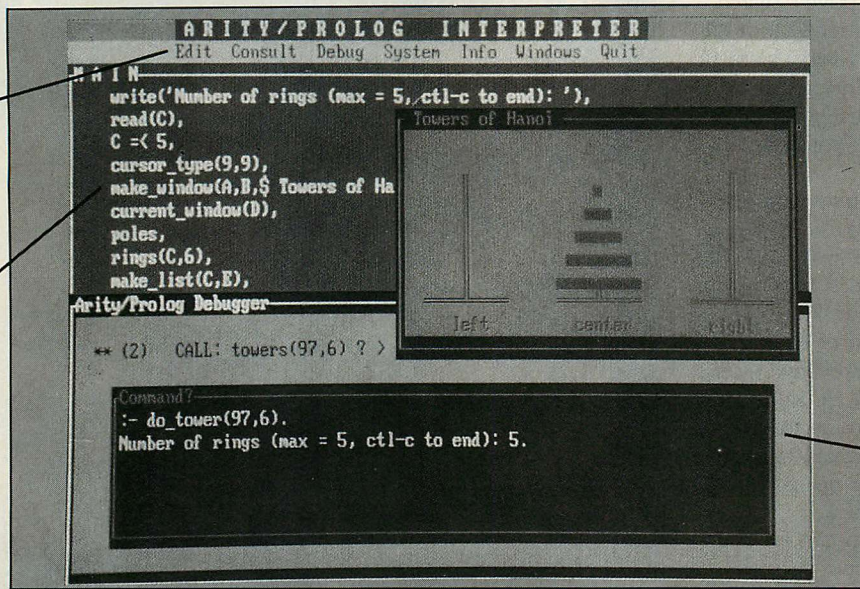 ARITY/PROLOG INTERPRETER
Edit Consult Debug System Info Windows Quit
MAIN
write('Number of rings (max = 5, ctl-c to end): '),
read(C),
C =< 5,
cursor_type(9,9),
make_window(A,B,$ Towers of Ha
current_window(D),
poles,
rings(C,6),
make_list(C,E),
Towers of Hanoi
left center right
Arity/Prolog Debugger
** (2) CALL: towers(97,6) ? >
Command?
:- do_tower(97,6).
Number of rings (max = 5, ctl-c to end): 5.